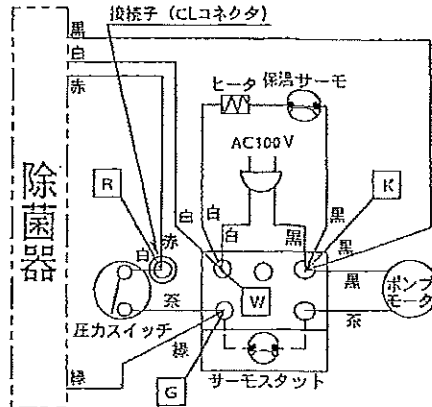 接続子（CLコネクタ）
黒
白
赤
ヒータ
保温サーモ
AC100V
R
K
除菌器
白
白
黒
赤
白
白
黒
黒
黒
ポンプ
モータ
茶
W
茶
圧力スイッチ
緑
緑
G
サーモスタット